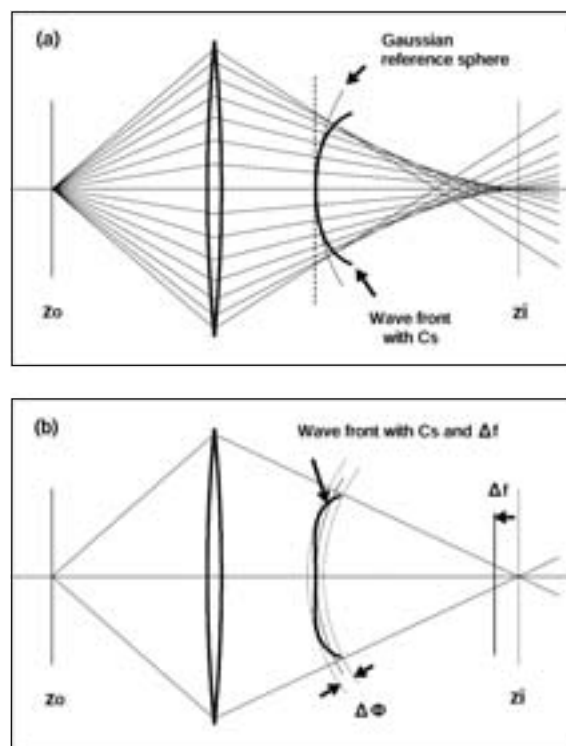 (a)
Gaussian
reference sphere
Zo
Zi
Wave front
with Cs
(b)
Wave front with Cs and Δf
Δf
Zo
Zi
ΔΦ